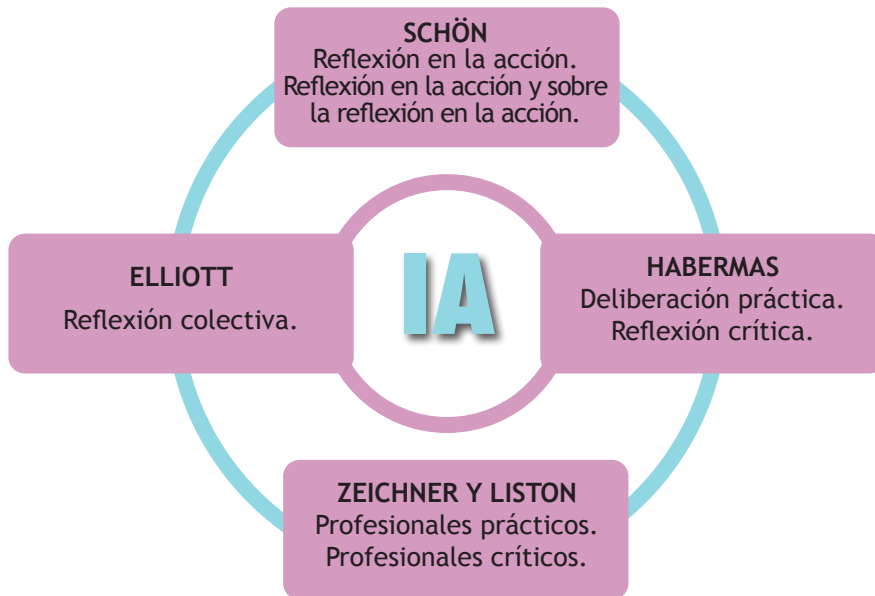 SCHÖN
Reflexión en la acción.
Reflexión en la acción y sobre
la reflexión en la acción.
ELLIOTT
Reflexión colectiva.
IA
HABERMAS
Deliberación práctica.
Reflexión crítica.
ZEICHNER Y LISTON
Profesionales prácticos.
Profesionales críticos.